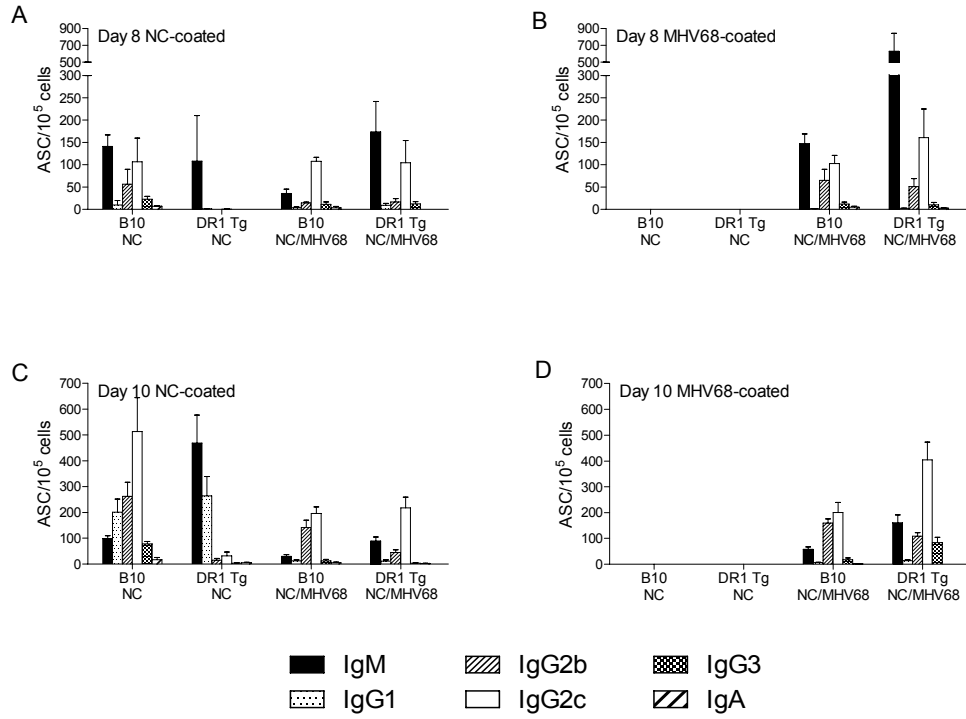 A
Day 8 NC-coated
ASC/10⁵ cells
900
700
500
300
250
200
150
100
50
0
B10 DR1 Tg B10 DR1 Tg
NC NC NC/MHV68 NC/MHV68
B
Day 8 MHV68-coated
ASC/10⁵ cells
900
700
500
300
250
200
150
100
50
0
B10 DR1 Tg B10 DR1 Tg
NC NC NC/MHV68 NC/MHV68
C
Day 10 NC-coated
ASC/10⁵ cells
700
600
500
400
300
200
100
0
B10 DR1 Tg B10 DR1 Tg
NC NC NC/MHV68 NC/MHV68
D
Day 10 MHV68-coated
ASC/10⁵ cells
700
600
500
400
300
200
100
0
B10 DR1 Tg B10 DR1 Tg
NC NC NC/MHV68 NC/MHV68
IgM IgG2b IgG3
IgG1 IgG2c IgA